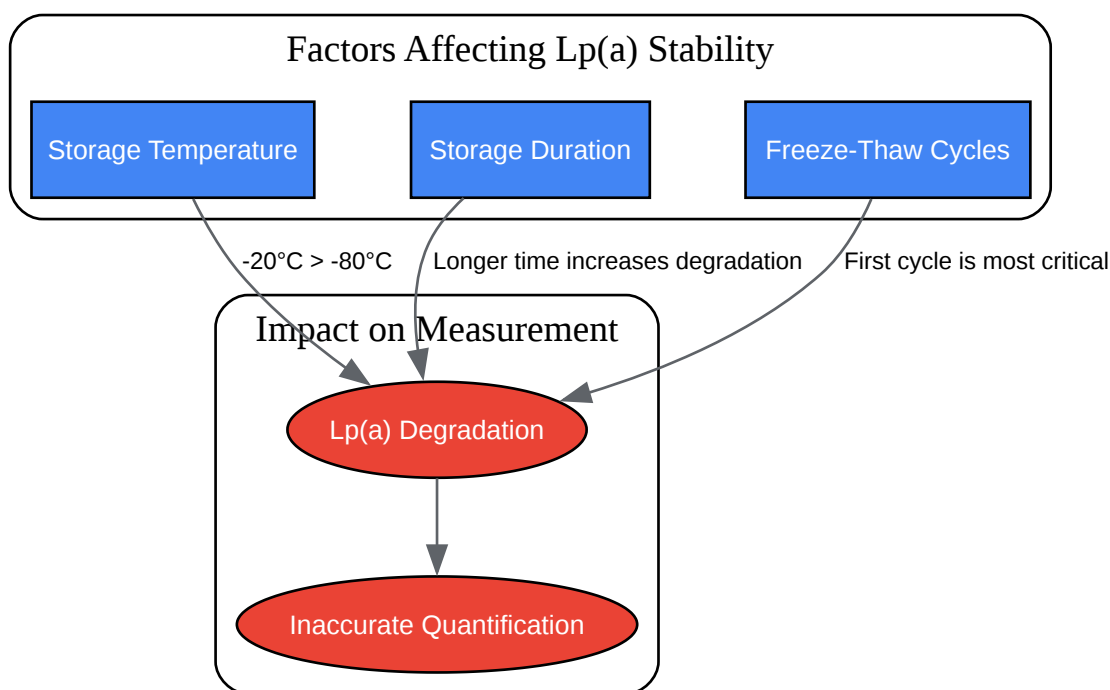 Factors Affecting Lp(a) Stability
Storage Temperature
Storage Duration
Freeze-Thaw Cycles
-20°C > -80°C
Longer time increases degradation
First cycle is most critical
Impact on Measurement
Lp(a) Degradation
Inaccurate Quantification